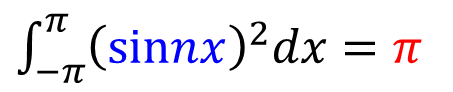 ∫_{-π}^{π}(sinnx)²dx = π